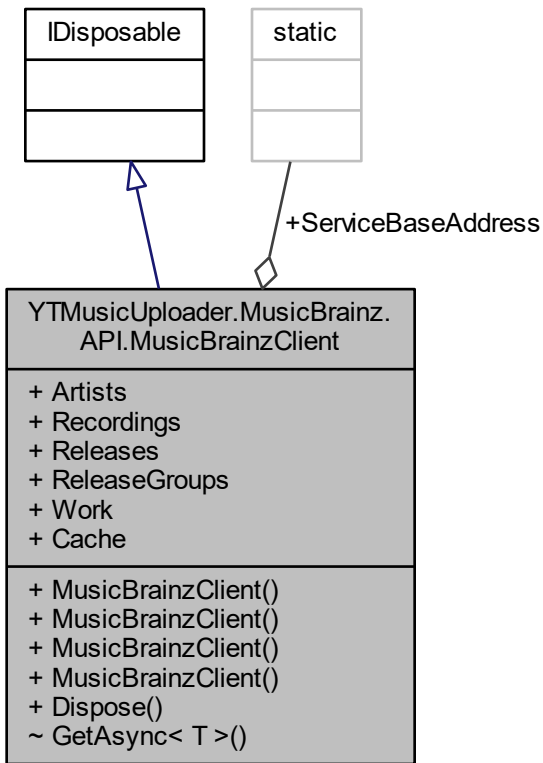 IDisposable
static
+ServiceBaseAddress
YTMusicUploader.MusicBrainz.
API.MusicBrainzClient
+ Artists
+ Recordings
+ Releases
+ ReleaseGroups
+ Work
+ Cache
+ MusicBrainzClient()
+ MusicBrainzClient()
+ MusicBrainzClient()
+ MusicBrainzClient()
+ Dispose()
~ GetAsync< T >()